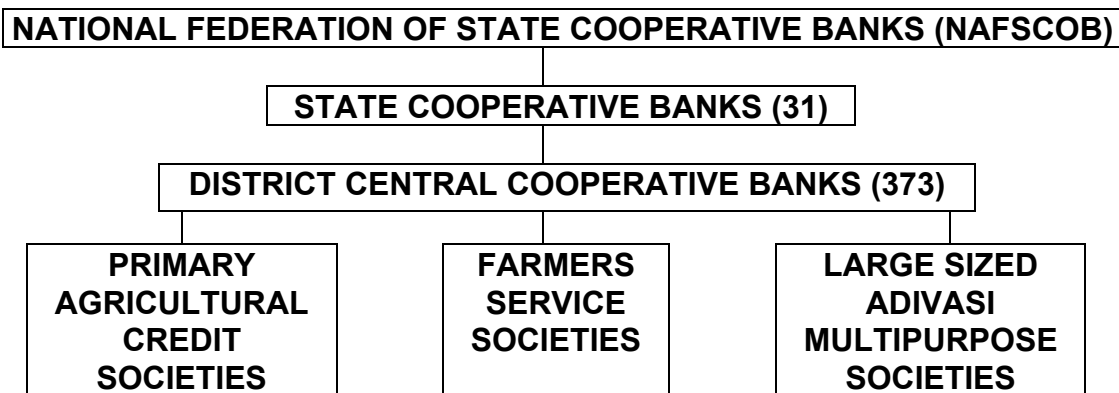 NATIONAL FEDERATION OF STATE COOPERATIVE BANKS (NAFSCOB)
STATE COOPERATIVE BANKS (31)
DISTRICT CENTRAL COOPERATIVE BANKS (373)
PRIMARY
AGRICULTURAL
CREDIT
SOCIETIES
FARMERS
SERVICE
SOCIETIES
LARGE SIZED
ADIVASI
MULTIPURPOSE
SOCIETIES